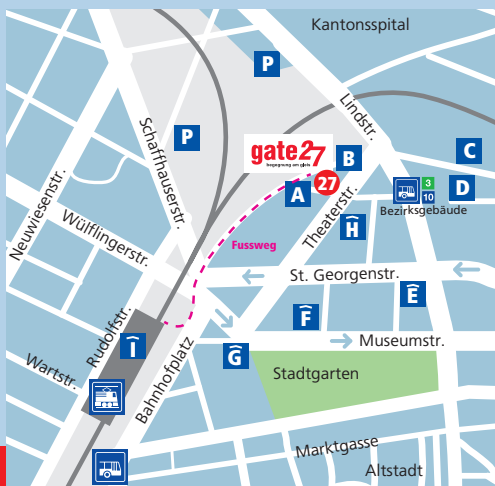 Kantonsspital
P
Lindstr.
P
Schaffhauserstr.
gate27
begegnung am gleis
B
C
A
27
Theaterstr.
3
10
D
Bezirksgebäude
Neuwiesenstr.
Wülflingerstr.
H
Fussweg
St. Georgenstr.
E
F
Rudolfstr.
I
Bahnhofplatz
G
Museumstr.
Wartstr.
Stadtgarten
Marktgasse
Altstadt